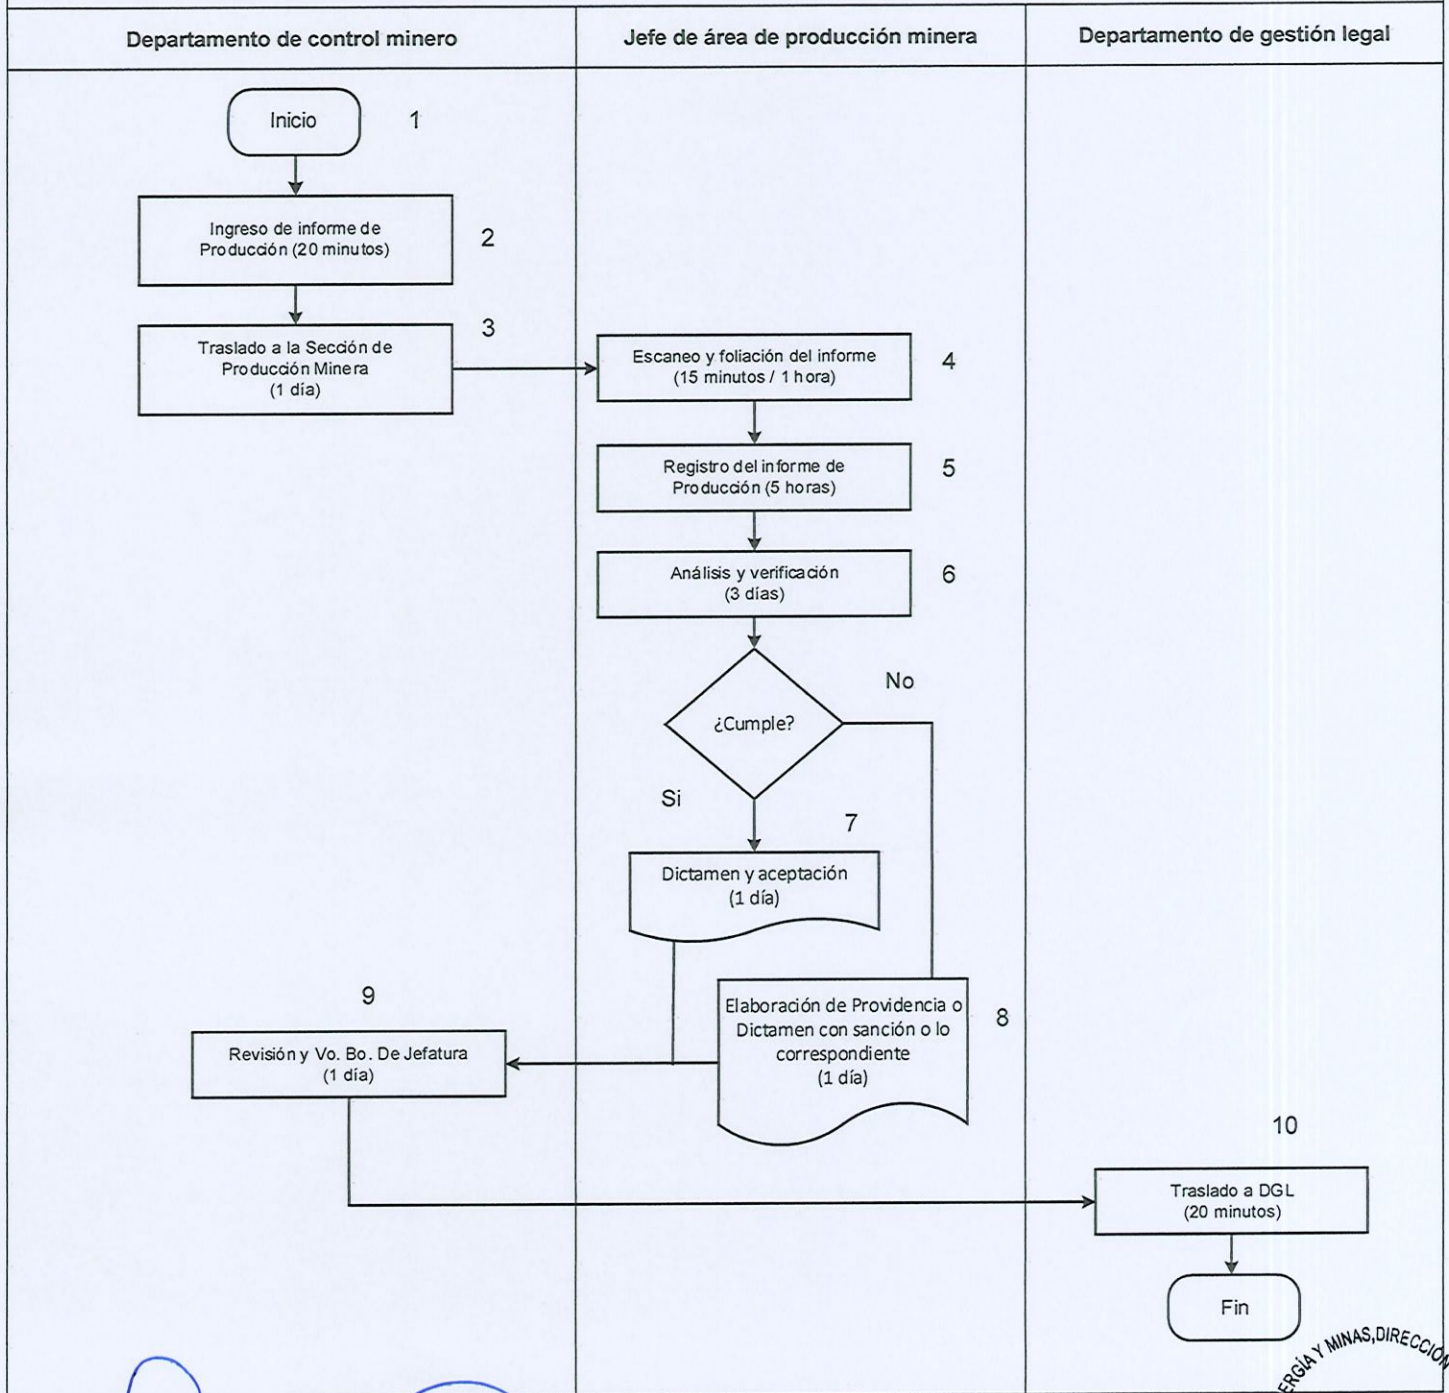 Departamento de control minero
Jefe de área de producción minera
Departamento de gestión legal
Inicio
1
Ingreso de informe de
Producción (20 minutos)
2
Traslado a la Sección de
Producción Minera
(1 día)
3
Escaneo y foliación del informe
(15 minutos / 1 hora)
4
Registro del informe de
Producción (5 horas)
5
Análisis y verificación
(3 días)
6
¿Cumple?
No
Si
7
Dictamen y aceptación
(1 día)
Elaboración de Providencia o
Dictamen con sanción o lo
correspondiente
(1 día)
8
9
Revisión y Vo. Bo. De Jefatura
(1 día)
10
Traslado a DGL
(20 minutos)
Fin
ERGÍA Y MINAS,DIRECCIÓN